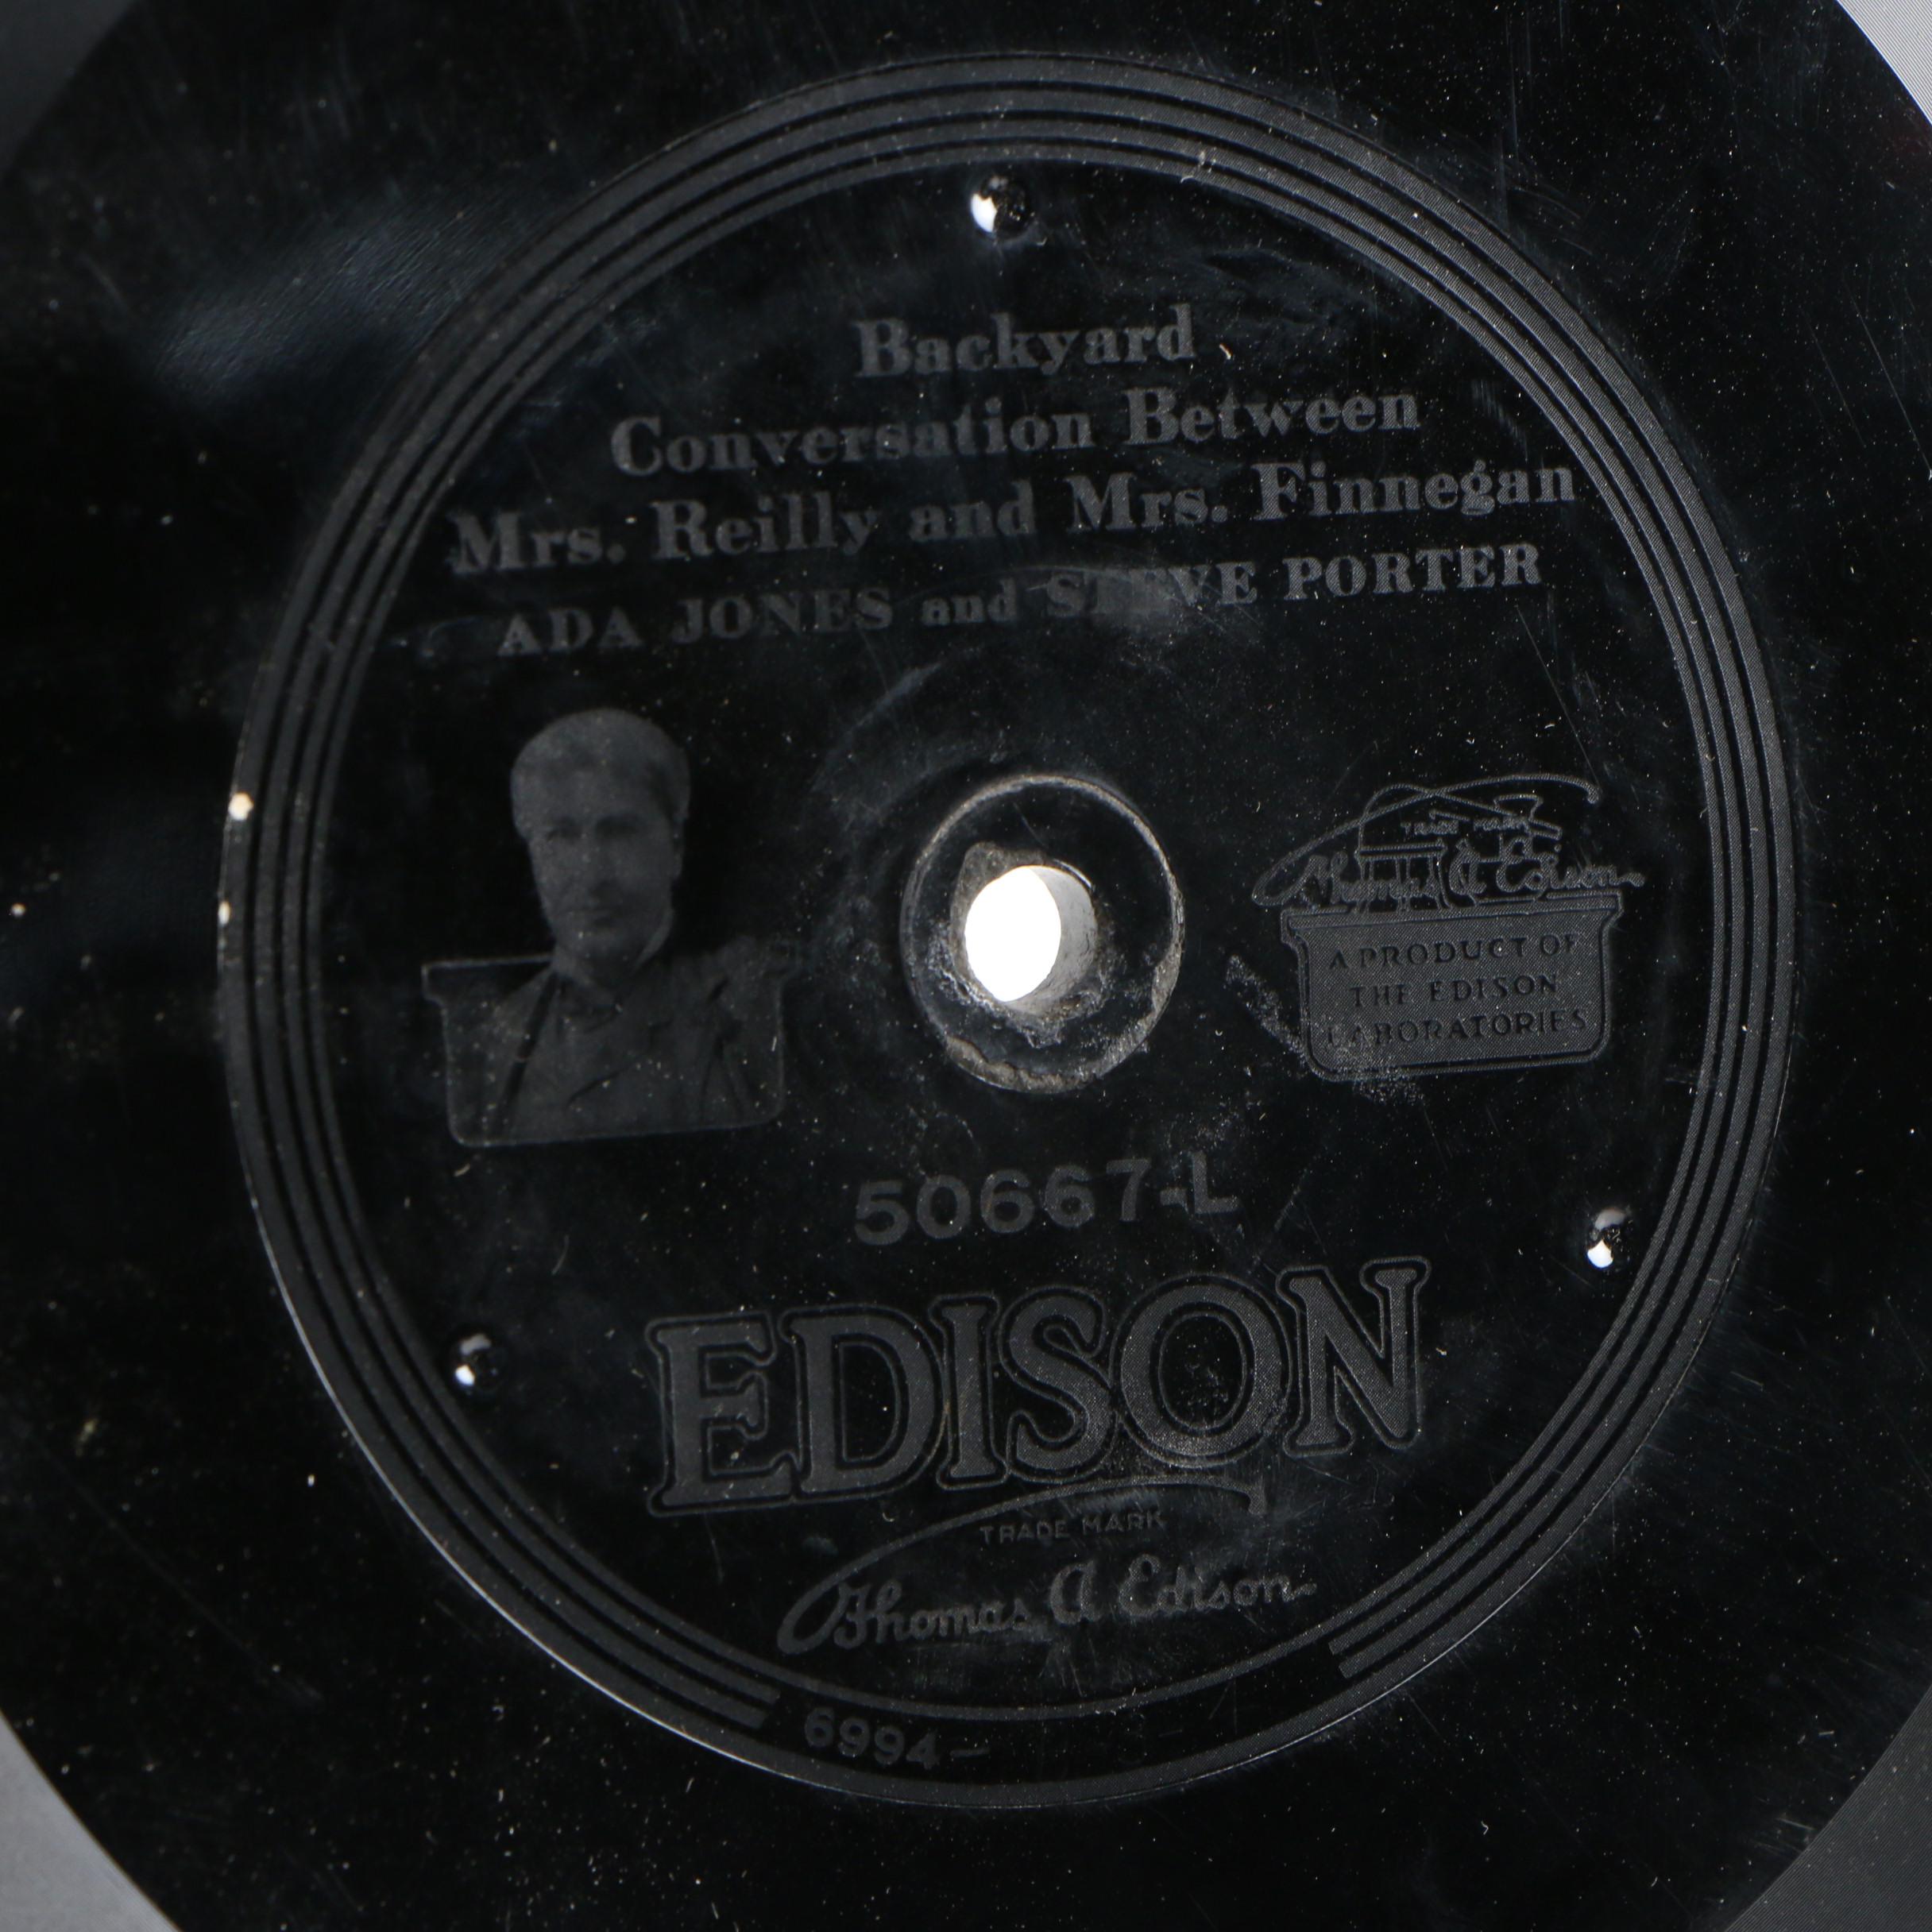 Backyard
Conversation Between
Mrs. Reilly and Mrs. Finnegan
ADA JONES and STEVE PORTER
TRADE MARK
Thomas A Edison
A PRODUCT OF
THE EDISON
LABORATORIES
50667-L
EDISON
TRADE MARK
Thomas A Edison
6994-